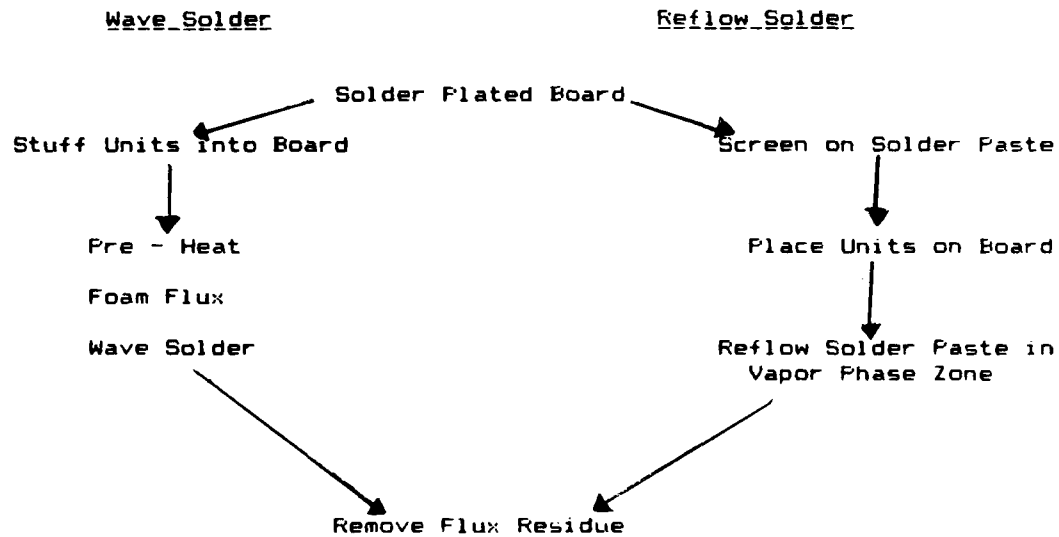 Wave Solder
Reflow Solder
Solder Plated Board
Stuff Units into Board
Screen on Solder Paste
Pre - Heat
Place Units on Board
Foam Flux
Wave Solder
Reflow Solder Paste in
Vapor Phase Zone
Remove Flux Residue